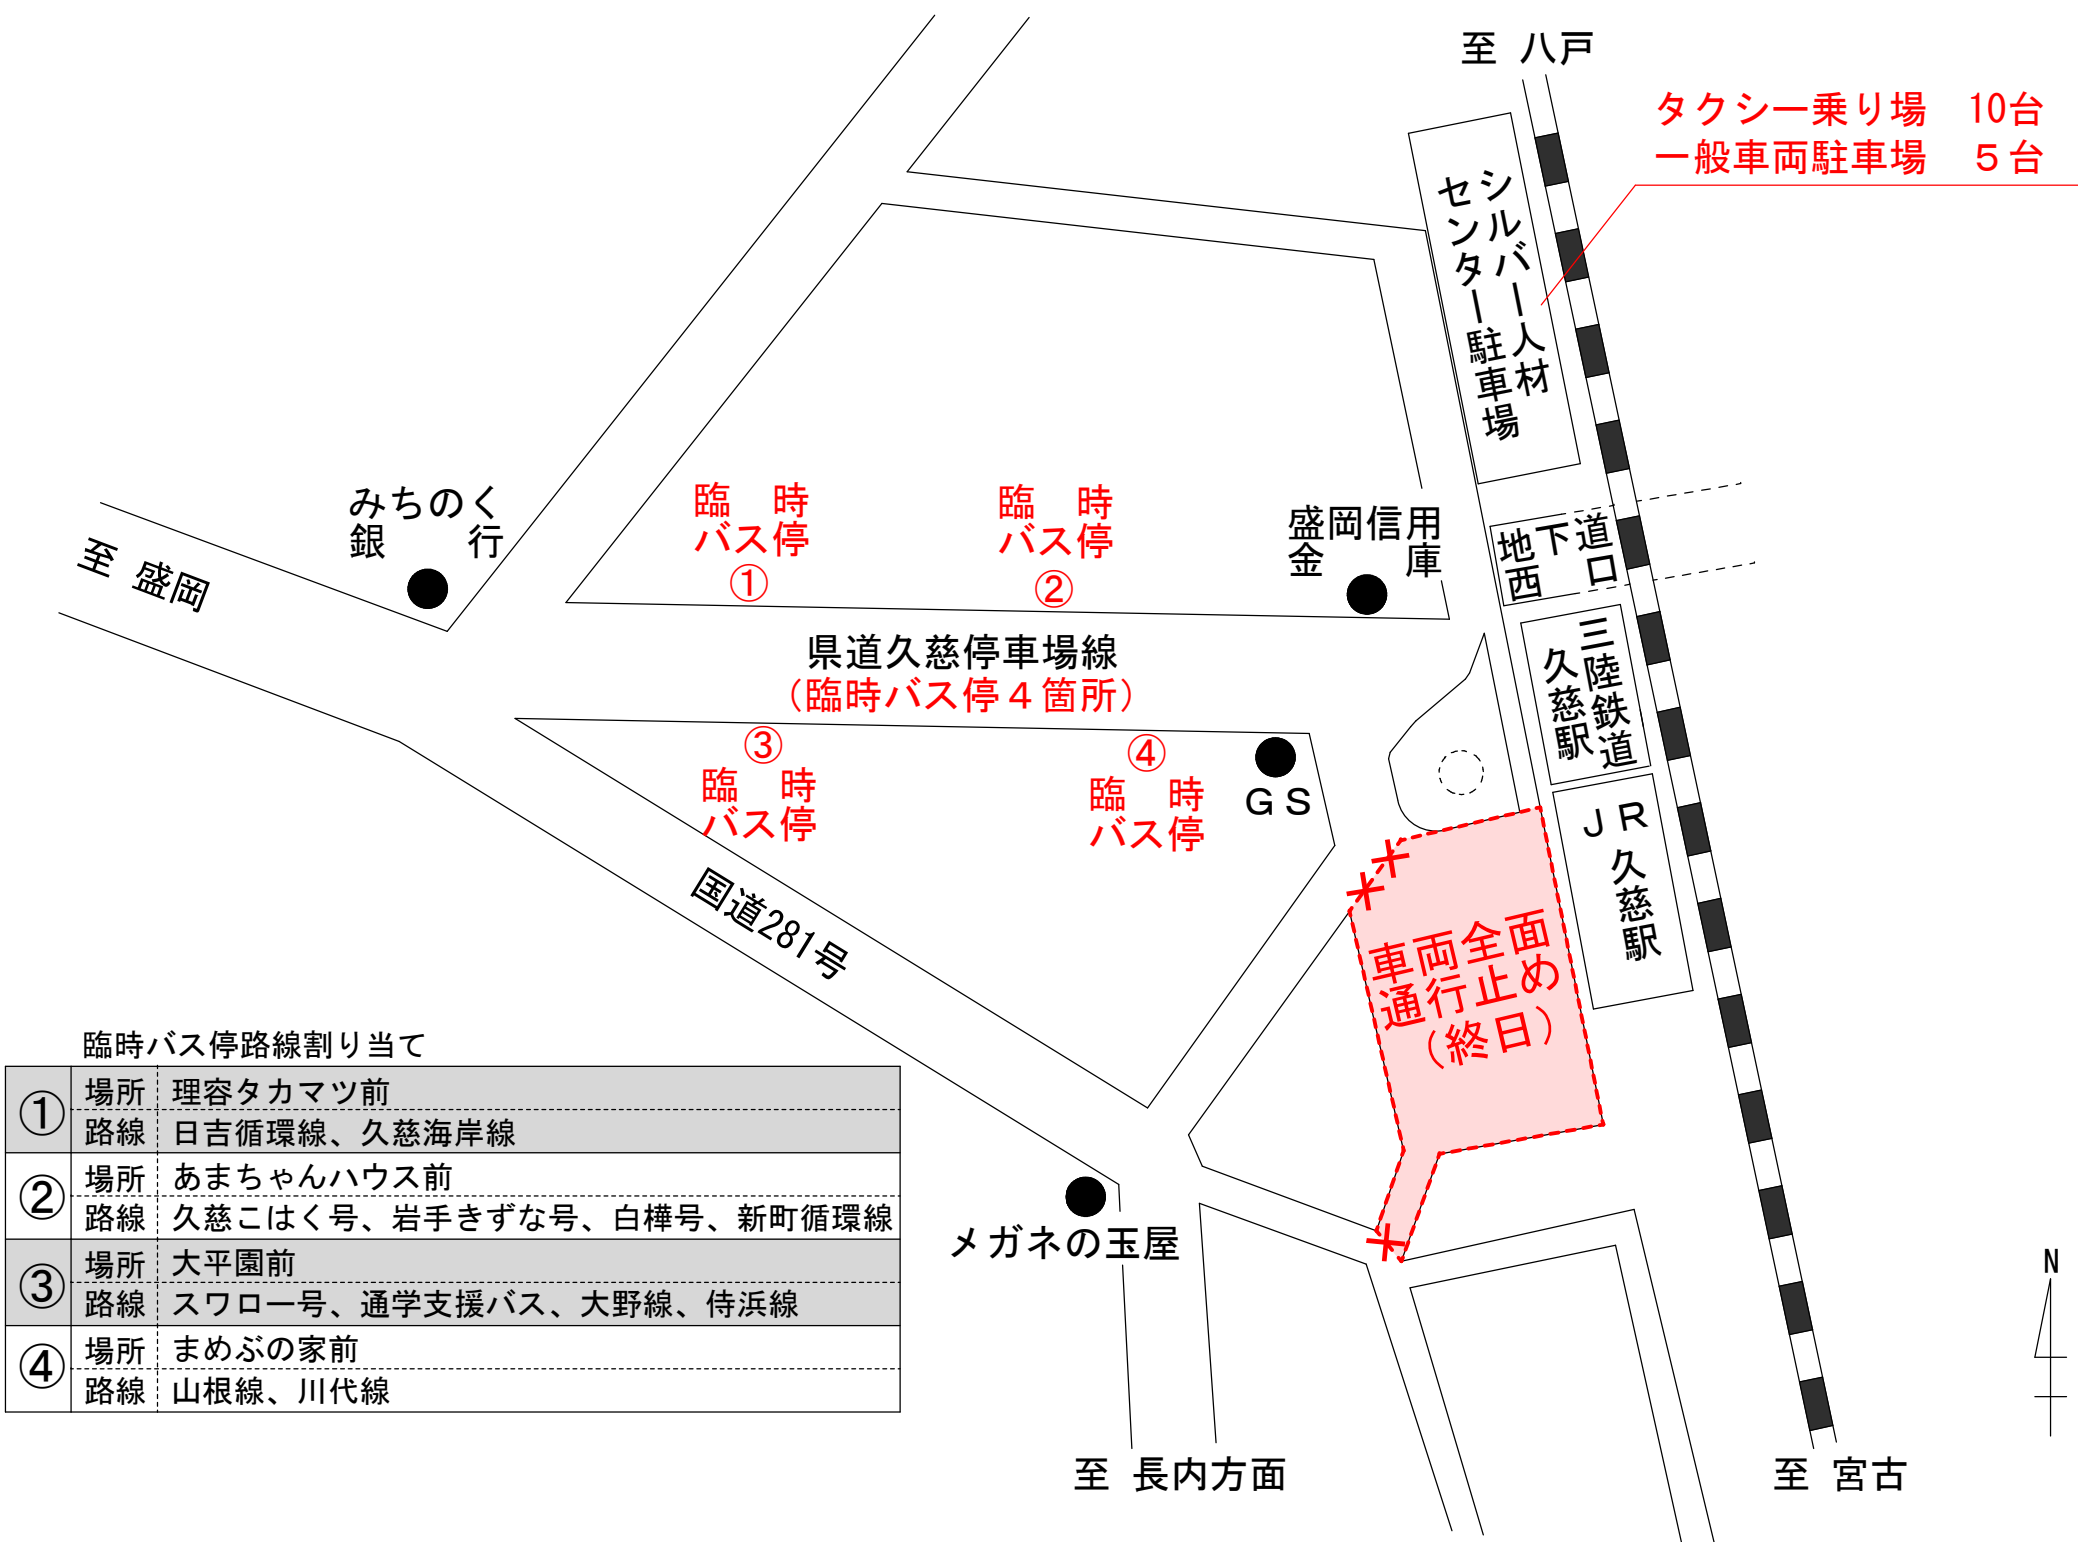 至 八戸
タクシー乗り場 10台
一般車両駐車場 5台
シルバー人材
センター駐車場
みちのく
銀行
至 盛岡
臨時
バス停
①
臨時
バス停
②
盛岡信用
金庫
地下道
西口
県道久慈停車場線
(臨時バス停4箇所)
三陸鉄道
久慈駅
③
臨時
バス停
④
臨時
バス停
GS
JR
久慈駅
国道281号
車両全面
通行止め
(終日)
臨時バス停路線割り当て
① 場所 理容タカマツ前
路線 日吉循環線、久慈海岸線
② 場所 あまちゃんハウス前
路線 久慈こはく号、岩手きずな号、白樺号、新町循環線
③ 場所 大平園前
路線 スワロー号、通学支援バス、大野線、侍浜線
④ 場所 まめぶの家前
路線 山根線、川代線
メガネの玉屋
N
至 長内方面
至 宮古